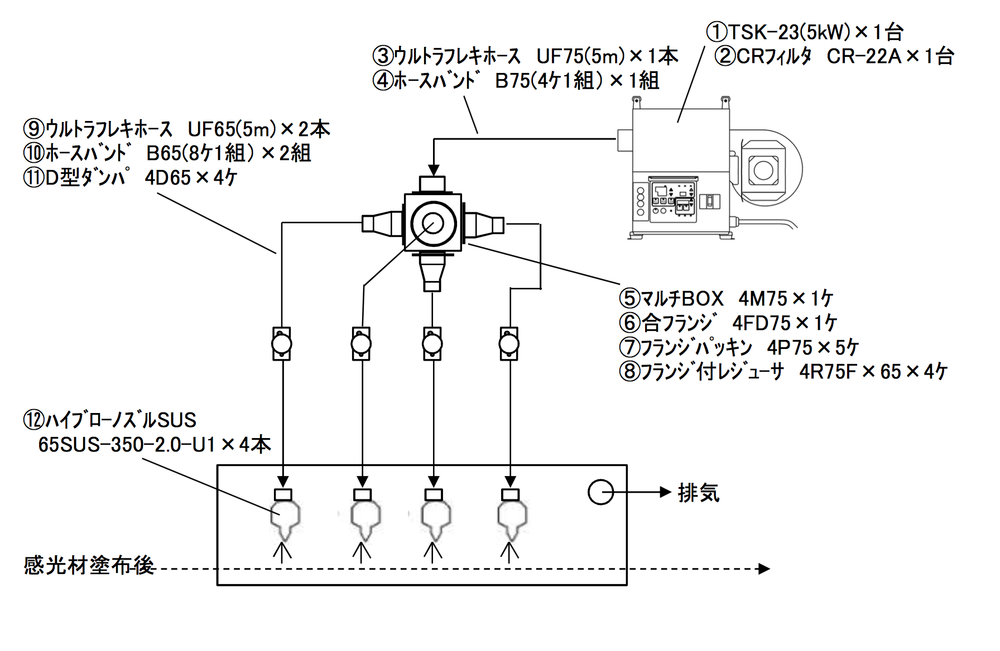 ①TSK-23(5kW)×1台
②CRフィルタ CR-22A×1台
③ウルトラフレキホース UF75(5m)×1本
④ホースバンド B75(4ケ1組)×1組
⑨ウルトラフレキホース UF65(5m)×2本
⑩ホースバンド B65(8ケ1組)×2組
⑪D型ダンパ 4D65×4ケ
⑤マルチBOX 4M75×1ケ
⑥合フランジ 4FD75×1ケ
⑦フランジパッキン 4P75×5ケ
⑧フランジ付レジューサ 4R75F×65×4ケ
⑫ハイブローノズルSUS
65SUS-350-2.0-U1×4本
排気
感光材塗布後